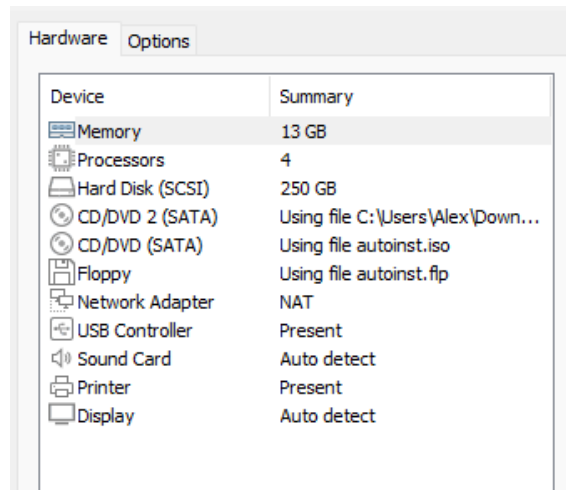 Hardware Options
Device Summary
Memory 13 GB
Processors 4
Hard Disk (SCSI) 250 GB
CD/DVD 2 (SATA) Using file C:\Users\Alex\Down...
CD/DVD (SATA) Using file autoinst.iso
Floppy Using file autoinst.flp
Network Adapter NAT
USB Controller Present
Sound Card Auto detect
Printer Present
Display Auto detect